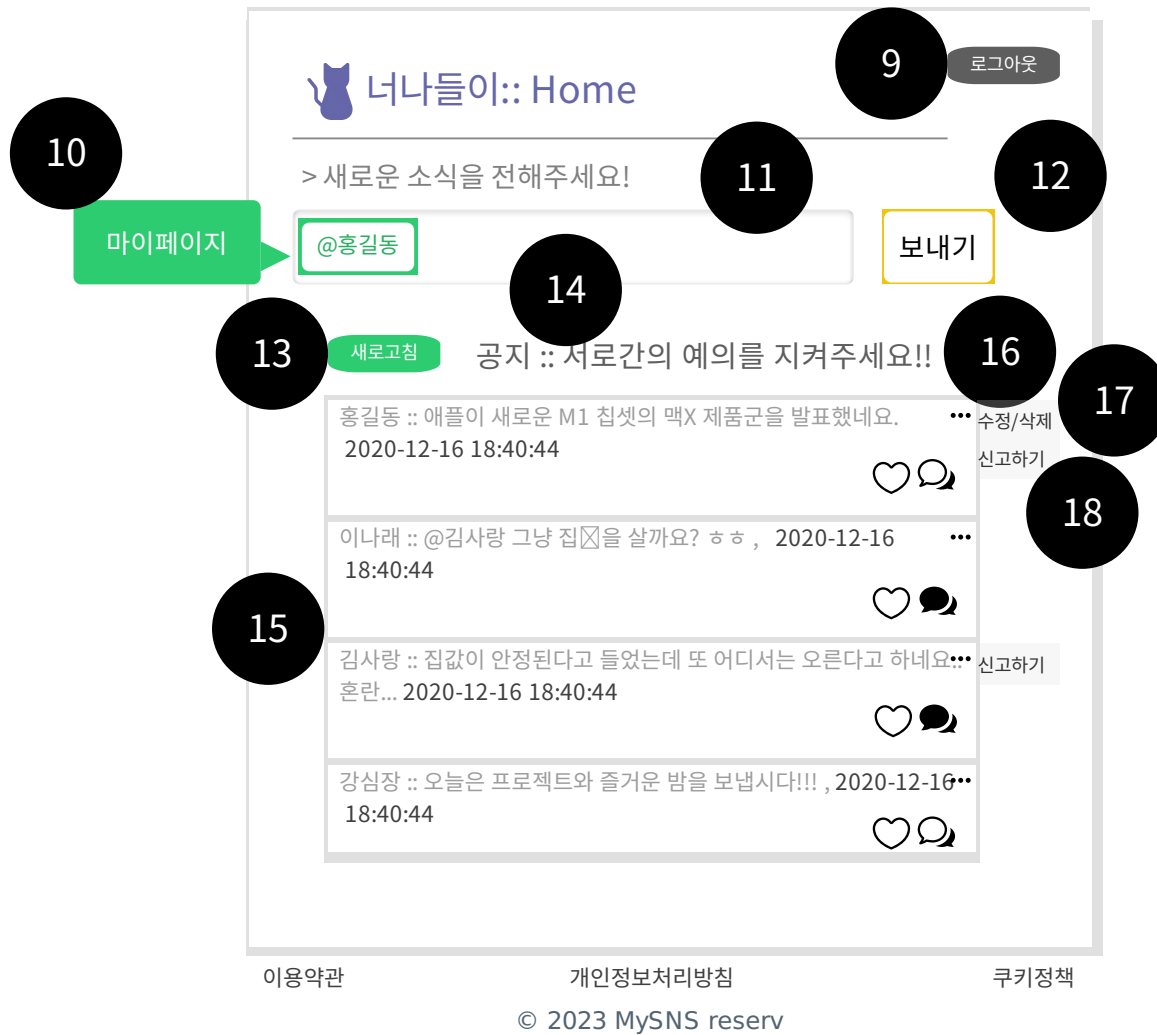 9
로그아웃
너나들이:: Home
10
11
12
> 새로운 소식을 전해주세요!
마이페이지
@홍길동
보내기
14
13
새로고침
공지 :: 서로간의 예의를 지켜주세요!!
16
17
홍길동 :: 애플이 새로운 M1 칩셋의 맥X 제품군을 발표했네요.
2020-12-16 18:40:44
수정/삭제
신고하기
18
이나래 :: @김사랑 그냥 집을 살까요? ㅎㅎ , 2020-12-16
18:40:44
15
김사랑 :: 집값이 안정된다고 들었는데 또 어디서는 오른다고 하네요..
혼란... 2020-12-16 18:40:44
신고하기
강심장 :: 오늘은 프로젝트와 즐거운 밤을 보냅시다!!! , 2020-12-16
18:40:44
이용약관
개인정보처리방침
쿠키정책
© 2023 MySNS reserv